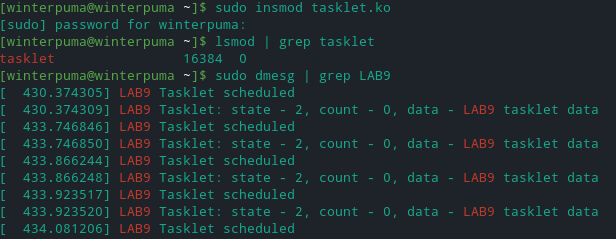 [winterpuma@winterpuma ~]$ sudo insmod tasklet.ko
[sudo] password for winterpuma:
[winterpuma@winterpuma ~]$ lsmod | grep tasklet
tasklet                16384  0
[winterpuma@winterpuma ~]$ sudo dmesg | grep LAB9
[  430.374305] LAB9 Tasklet scheduled
[  430.374309] LAB9 Tasklet: state - 2, count - 0, data - LAB9 tasklet data
[  433.746846] LAB9 Tasklet scheduled
[  433.746850] LAB9 Tasklet: state - 2, count - 0, data - LAB9 tasklet data
[  433.866244] LAB9 Tasklet scheduled
[  433.866248] LAB9 Tasklet: state - 2, count - 0, data - LAB9 tasklet data
[  433.923517] LAB9 Tasklet scheduled
[  433.923520] LAB9 Tasklet: state - 2, count - 0, data - LAB9 tasklet data
[  434.081206] LAB9 Tasklet scheduled